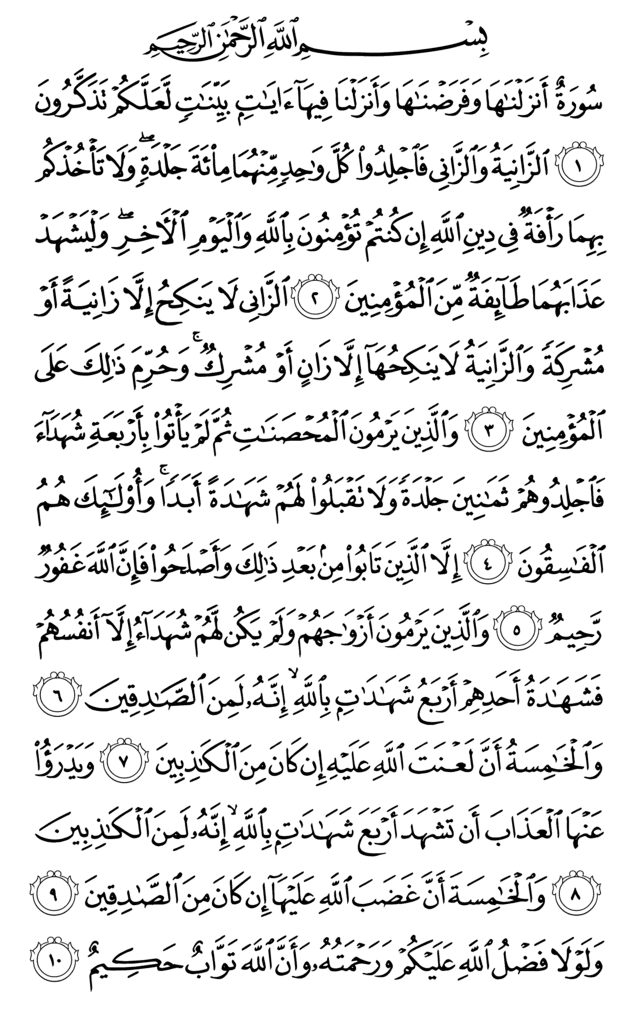 بِسْمِ ٱللَّهِ ٱلرَّحْمَٰنِ ٱلرَّحِيمِ
سُورَةٌ أَنزَلْنَٰهَا وَفَرَضْنَٰهَا وَأَنزَلْنَا فِيهَآ ءَايَٰتٍۭ بَيِّنَٰتٍ لَّعَلَّكُمْ تَذَكَّرُونَ
١ ٱلزَّانِيَةُ وَٱلزَّانِى فَٱجْلِدُوا۟ كُلَّ وَٰحِدٍ مِّنْهُمَا مِا۟ئَةَ جَلْدَةٍ ۖ وَلَا تَأْخُذْكُم
بِهِمَا رَأْفَةٌ فِى دِينِ ٱللَّهِ إِن كُنتُمْ تُؤْمِنُونَ بِٱللَّهِ وَٱلْيَوْمِ ٱلْءَاخِرِ ۖ وَلْيَشْهَدْ
عَذَابَهُمَا طَآئِفَةٌ مِّنَ ٱلْمُؤْمِنِينَ ٢ ٱلزَّانِى لَا يَنكِحُ إِلَّا زَانِيَةً أَوْ
مُشْرِكَةً وَٱلزَّانِيَةُ لَا يَنكِحُهَآ إِلَّا زَانٍ أَوْ مُشْرِكٌ ۚ وَحُرِّمَ ذَٰلِكَ عَلَى
ٱلْمُؤْمِنِينَ ٣ وَٱلَّذِينَ يَرْمُونَ ٱلْمُحْصَنَٰتِ ثُمَّ لَمْ يَأْتُوا۟ بِأَرْبَعَةِ شُهَدَآءَ
فَٱجْلِدُوهُمْ ثَمَٰنِينَ جَلْدَةً وَلَا تَقْبَلُوا۟ لَهُمْ شَهَٰدَةً أَبَدًا ۚ وَأُو۟لَٰٓئِكَ هُمُ
ٱلْفَٰسِقُونَ ٤ إِلَّا ٱلَّذِينَ تَابُوا۟ مِنۢ بَعْدِ ذَٰلِكَ وَأَصْلَحُوا۟ فَإِنَّ ٱللَّهَ غَفُورٌ
رَّحِيمٌ ٥ وَٱلَّذِينَ يَرْمُونَ أَزْوَٰجَهُمْ وَلَمْ يَكُن لَّهُمْ شُهَدَآءُ إِلَّآ أَنفُسُهُمْ
فَشَهَٰدَةُ أَحَدِهِمْ أَرْبَعُ شَهَٰدَٰتٍۭ بِٱللَّهِ ۙ إِنَّهُۥ لَمِنَ ٱلصَّٰدِقِينَ ٦
وَٱلْخَٰمِسَةُ أَنَّ لَعْنَتَ ٱللَّهِ عَلَيْهِ إِن كَانَ مِنَ ٱلْكَٰذِبِينَ ٧ وَيَدْرَؤُا۟
عَنْهَا ٱلْعَذَابَ أَن تَشْهَدَ أَرْبَعَ شَهَٰدَٰتٍۭ بِٱللَّهِ ۙ إِنَّهُۥ لَمِنَ ٱلْكَٰذِبِينَ
٨ وَٱلْخَٰمِسَةَ أَنَّ غَضَبَ ٱللَّهِ عَلَيْهَآ إِن كَانَ مِنَ ٱلصَّٰدِقِينَ ٩
وَلَوْلَا فَضْلُ ٱللَّهِ عَلَيْكُمْ وَرَحْمَتُهُۥ وَأَنَّ ٱللَّهَ تَوَّابٌ حَكِيمٌ ١٠